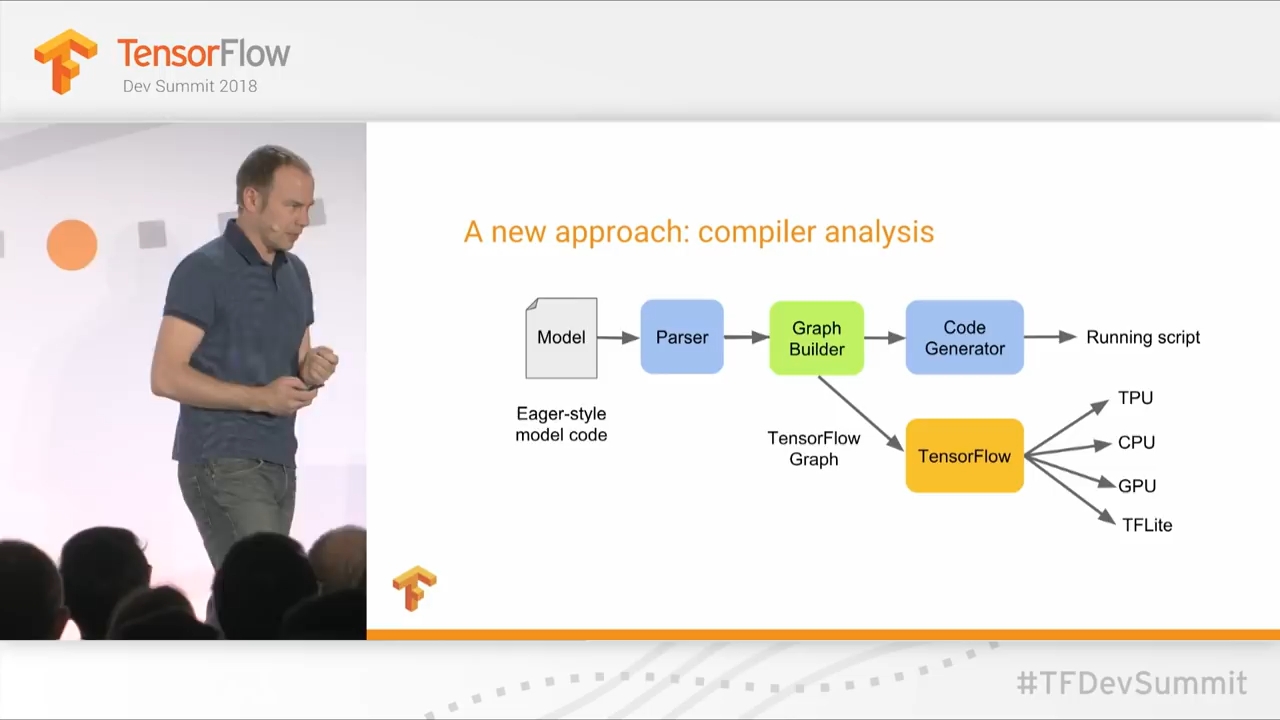 TensorFlow
Dev Summit 2018
A new approach: compiler analysis
Model
Parser
Graph
Builder
Code
Generator
Running script
Eager-style
model code
TensorFlow
Graph
TensorFlow
TPU
CPU
GPU
TFLite
#TFDevSummit